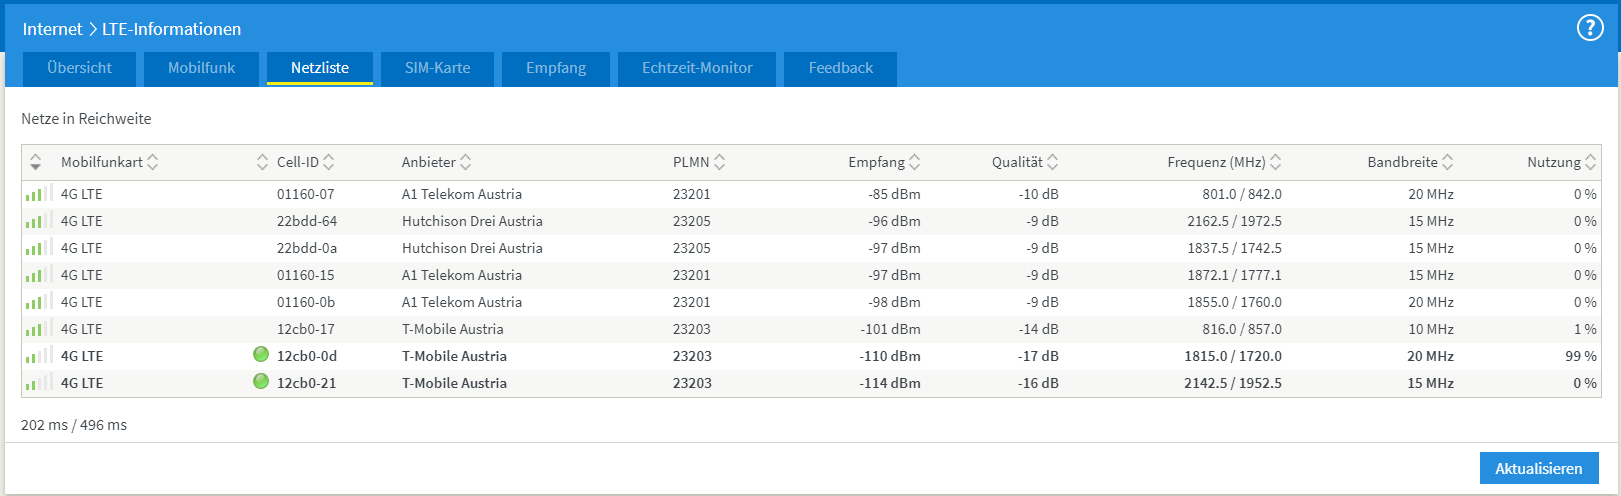 Internet > LTE-Informationen
?
Übersicht Mobilfunk Netzliste SIM-Karte Empfang Echtzeit-Monitor Feedback
Netze in Reichweite
Mobilfunkart Cell-ID Anbieter PLMN Empfang Qualität Frequenz (MHz) Bandbreite Nutzung
4G LTE 01160-07 A1 Telekom Austria 23201 -85 dBm -10 dB 801.0 / 842.0 20 MHz 0 %
4G LTE 22bdd-64 Hutchison Drei Austria 23205 -96 dBm -9 dB 2162.5 / 1972.5 15 MHz 0 %
4G LTE 22bdd-0a Hutchison Drei Austria 23205 -97 dBm -9 dB 1837.5 / 1742.5 15 MHz 0 %
4G LTE 01160-15 A1 Telekom Austria 23201 -97 dBm -9 dB 1872.1 / 1777.1 15 MHz 0 %
4G LTE 01160-0b A1 Telekom Austria 23201 -98 dBm -9 dB 1855.0 / 1760.0 20 MHz 0 %
4G LTE 12cb0-17 T-Mobile Austria 23203 -101 dBm -14 dB 816.0 / 857.0 10 MHz 1 %
4G LTE 12cb0-0d T-Mobile Austria 23203 -110 dBm -17 dB 1815.0 / 1720.0 20 MHz 99 %
4G LTE 12cb0-21 T-Mobile Austria 23203 -114 dBm -16 dB 2142.5 / 1952.5 15 MHz 0 %
202 ms / 496 ms
Aktualisieren